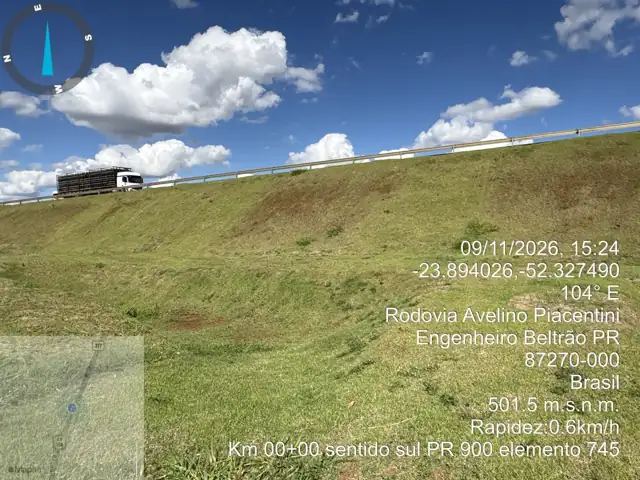 E
S
N
W
09/11/2026, 15:24
-23.894026,-52.327490
104° E
Rodovia Avelino Piacentini
Engenheiro Beltrão PR
87270-000
Brasil
501.5 m.s.n.m.
Rapidez:0.6km/h
Km 00+00 sentido sul PR 900 elemento 745